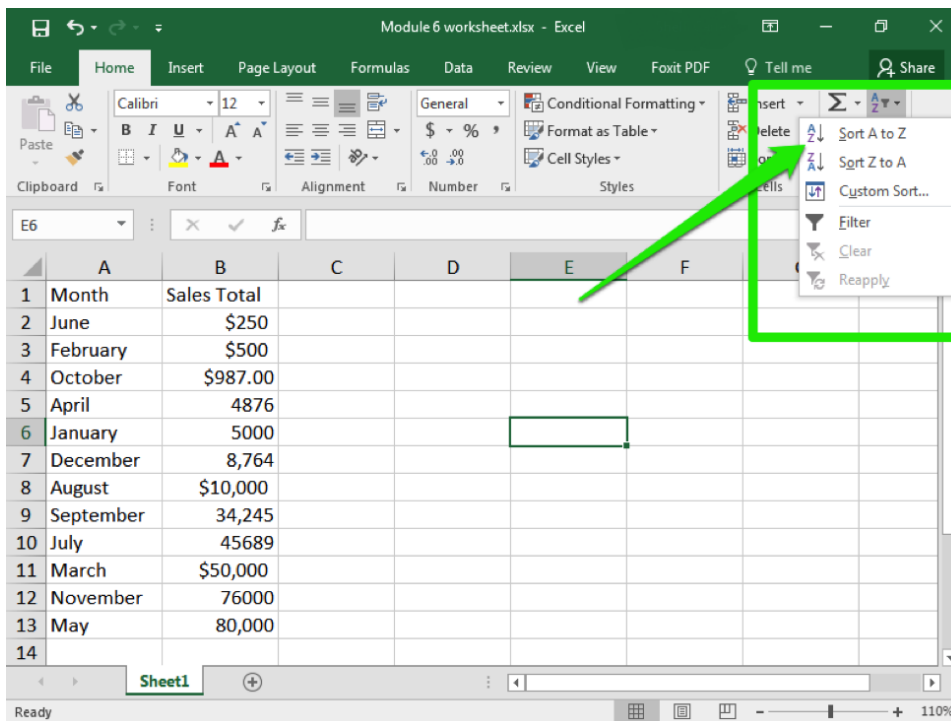 Module 6 worksheet.xlsx - Excel
File Home Insert Page Layout Formulas Data Review View Foxit PDF Tell me Share
Paste
Calibri 12
B I U A A A
General
$ % ,
.00 .0
Conditional Formatting
Format as Table
Cell Styles
Insert
Delete
Σ
Sort A to Z
Sort Z to A
Custom Sort...
Filter
Clear
Reapply
Clipboard Font Alignment Number Styles
E6 fx
A B C D E F
1 Month Sales Total
2 June $250
3 February $500
4 October $987.00
5 April 4876
6 January 5000
7 December 8,764
8 August $10,000
9 September 34,245
10 July 45689
11 March $50,000
12 November 76000
13 May 80,000
14
Sheet1
Ready 110%